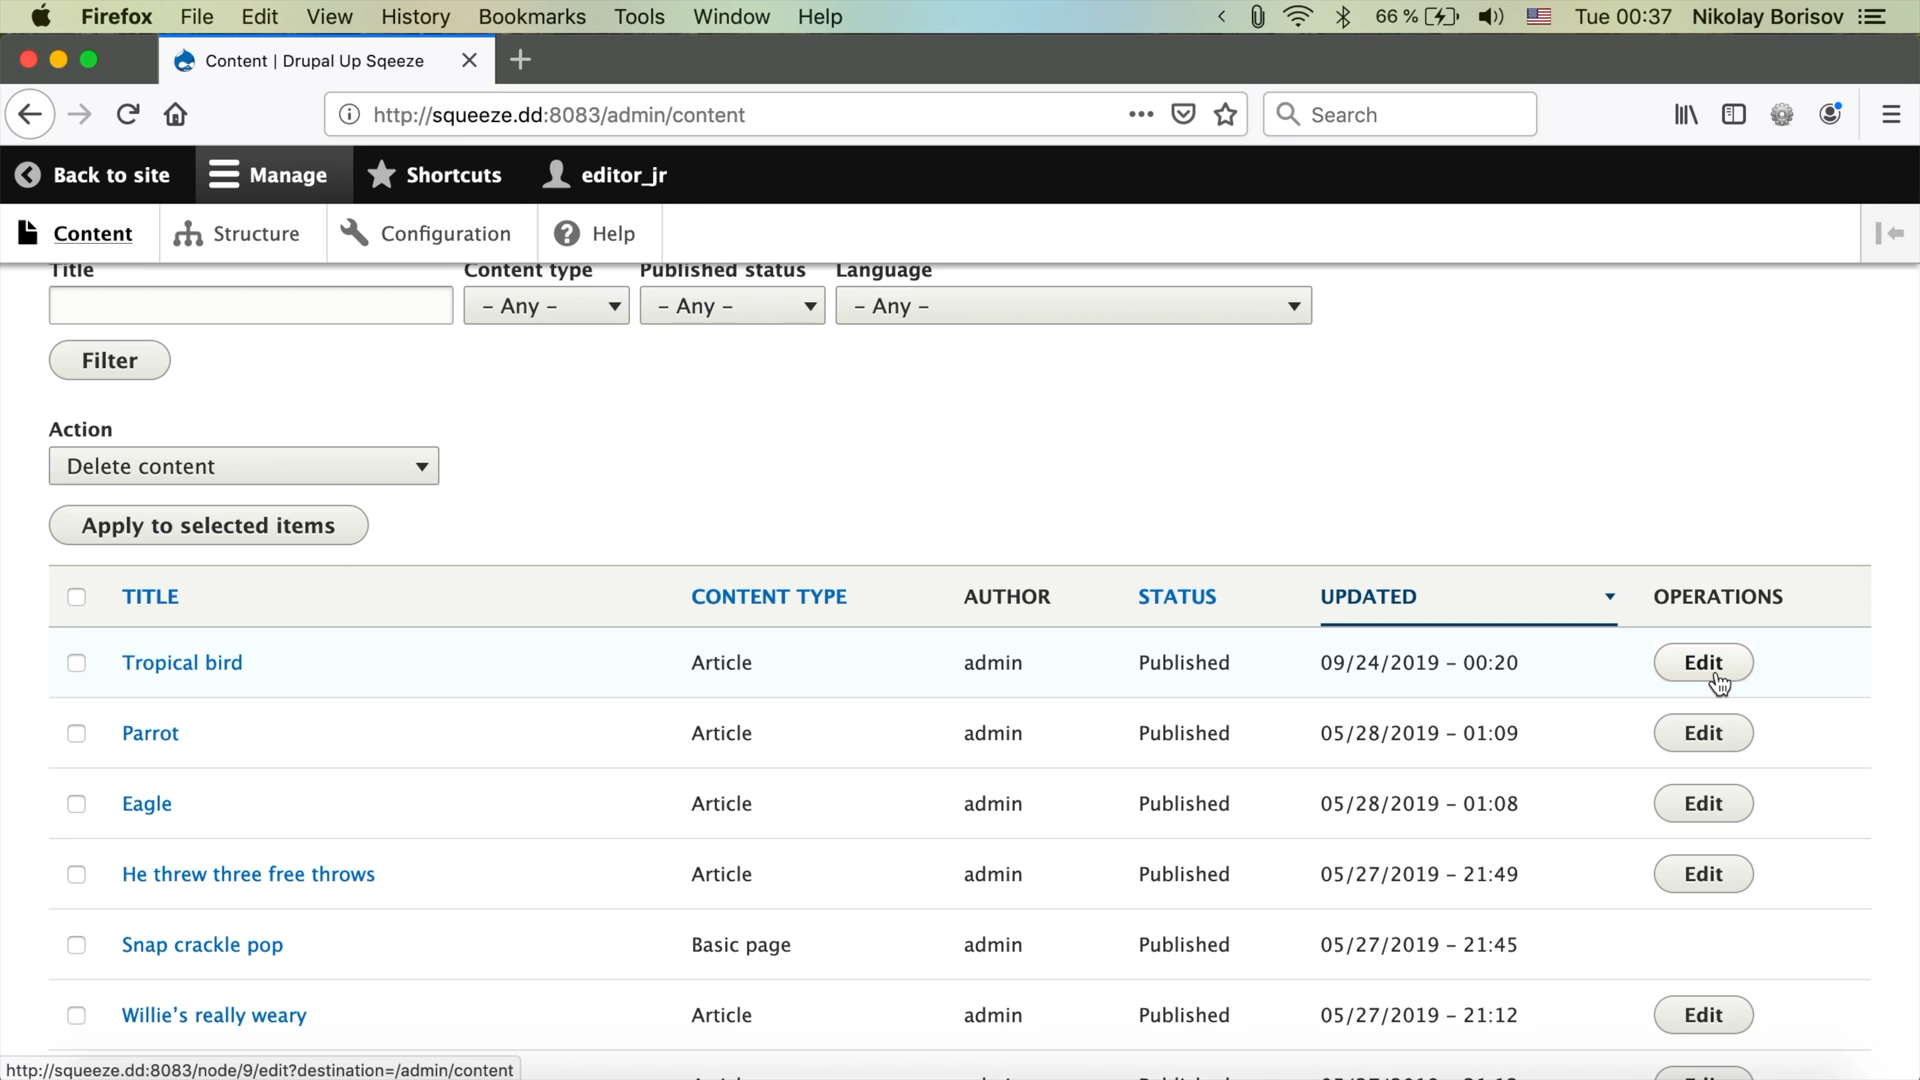 Firefox File Edit View History Bookmarks Tools Window Help 66 % Tue 00:37 Nikolay Borisov
Content | Drupal Up Sqeeze
http://squeeze.dd:8083/admin/content Search
Back to site Manage Shortcuts editor_jr
Content Structure Configuration Help
Title Content type Published status Language
- Any - - Any - - Any -
Filter
Action
Delete content
Apply to selected items
TITLE CONTENT TYPE AUTHOR STATUS UPDATED OPERATIONS
Tropical bird Article admin Published 09/24/2019 – 00:20 Edit
Parrot Article admin Published 05/28/2019 – 01:09 Edit
Eagle Article admin Published 05/28/2019 – 01:08 Edit
He threw three free throws Article admin Published 05/27/2019 – 21:49 Edit
Snap crackle pop Basic page admin Published 05/27/2019 – 21:45
Willie’s really weary Article admin Published 05/27/2019 – 21:12 Edit
http://squeeze.dd:8083/node/9/edit?destination=/admin/content